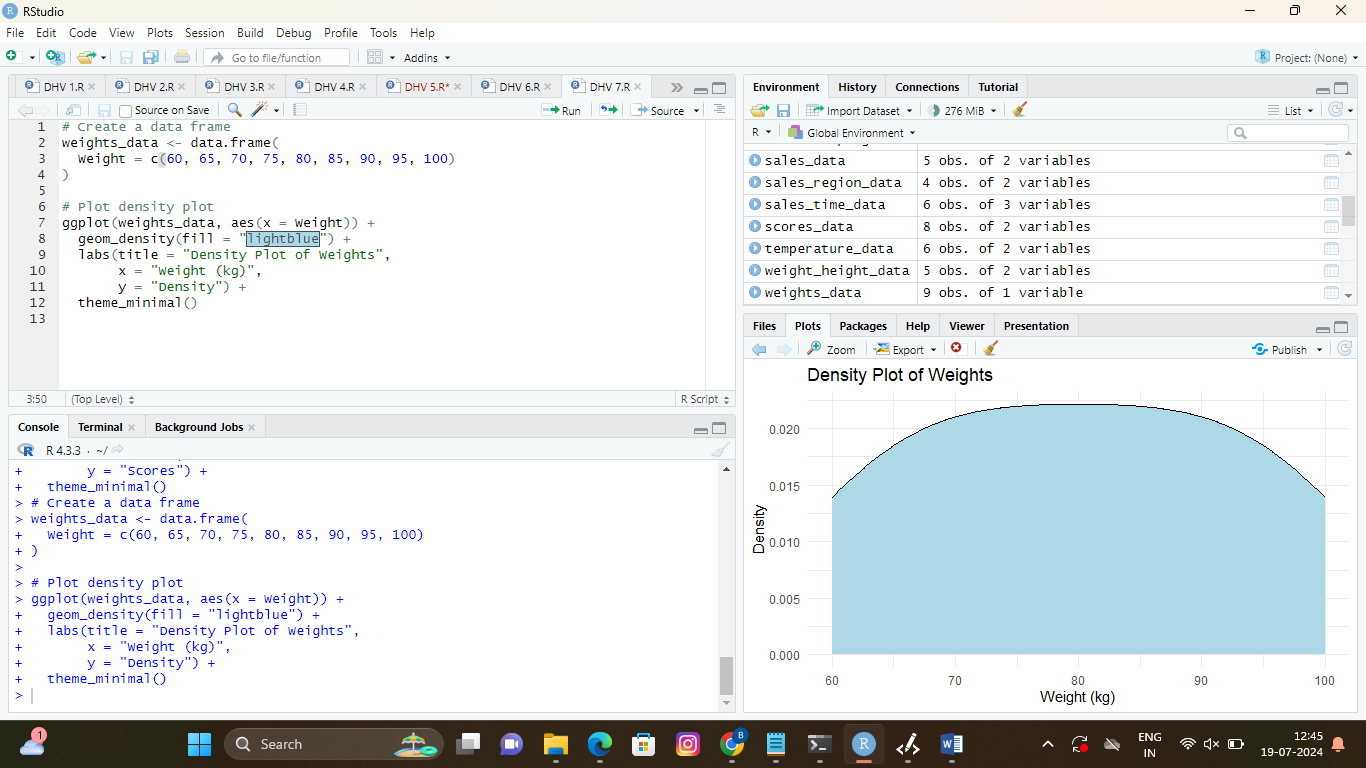 RStudio
File Edit Code View Plots Session Build Debug Profile Tools Help
Go to file/function Addins Project: (None)
DHV 1.R DHV 2.R DHV 3.R DHV 4.R DHV 5.R* DHV 6.R DHV 7.R
Source on Save Run Source
1 # Create a data frame
2 weights_data <- data.frame(
3 Weight = c(60, 65, 70, 75, 80, 85, 90, 95, 100)
4 )
5
6 # Plot density plot
7 ggplot(weights_data, aes(x = Weight)) +
8 geom_density(fill = "lightblue") +
9 labs(title = "Density Plot of Weights",
10 x = "Weight (kg)",
11 y = "Density") +
12 theme_minimal()
13
3:50 (Top Level) R Script
Console Terminal Background Jobs
R 4.3.3 · ~/
+ y = "Scores") +
+ theme_minimal()
> # Create a data frame
> weights_data <- data.frame(
+ Weight = c(60, 65, 70, 75, 80, 85, 90, 95, 100)
+ )
>
> # Plot density plot
> ggplot(weights_data, aes(x = Weight)) +
+ geom_density(fill = "lightblue") +
+ labs(title = "Density Plot of Weights",
+ x = "Weight (kg)",
+ y = "Density") +
+ theme_minimal()
>
Environment History Connections Tutorial
Import Dataset 276 MiB List
R Global Environment
sales_data 5 obs. of 2 variables
sales_region_data 4 obs. of 2 variables
sales_time_data 6 obs. of 3 variables
scores_data 8 obs. of 2 variables
temperature_data 6 obs. of 2 variables
weight_height_data 5 obs. of 2 variables
weights_data 9 obs. of 1 variable
Files Plots Packages Help Viewer Presentation
Zoom Export Publish
Density Plot of Weights
0.020
0.015
0.010
0.005
0.000
Density
60 70 80 90 100
Weight (kg)
1
Search
B
ENG
IN
12:45
19-07-2024